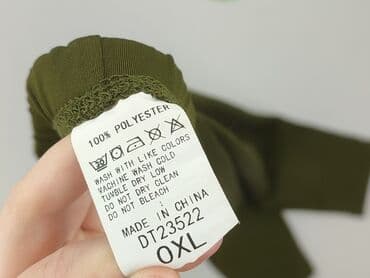 100% POLYESTER
WASH WITH LIKE COLORS
MACHINE WASH COLD
TUMBLE DRY LOW
DO NOT DRY CLEAN
DO NOT BLEACH
MADE IN CHINA
DT23522
0XL